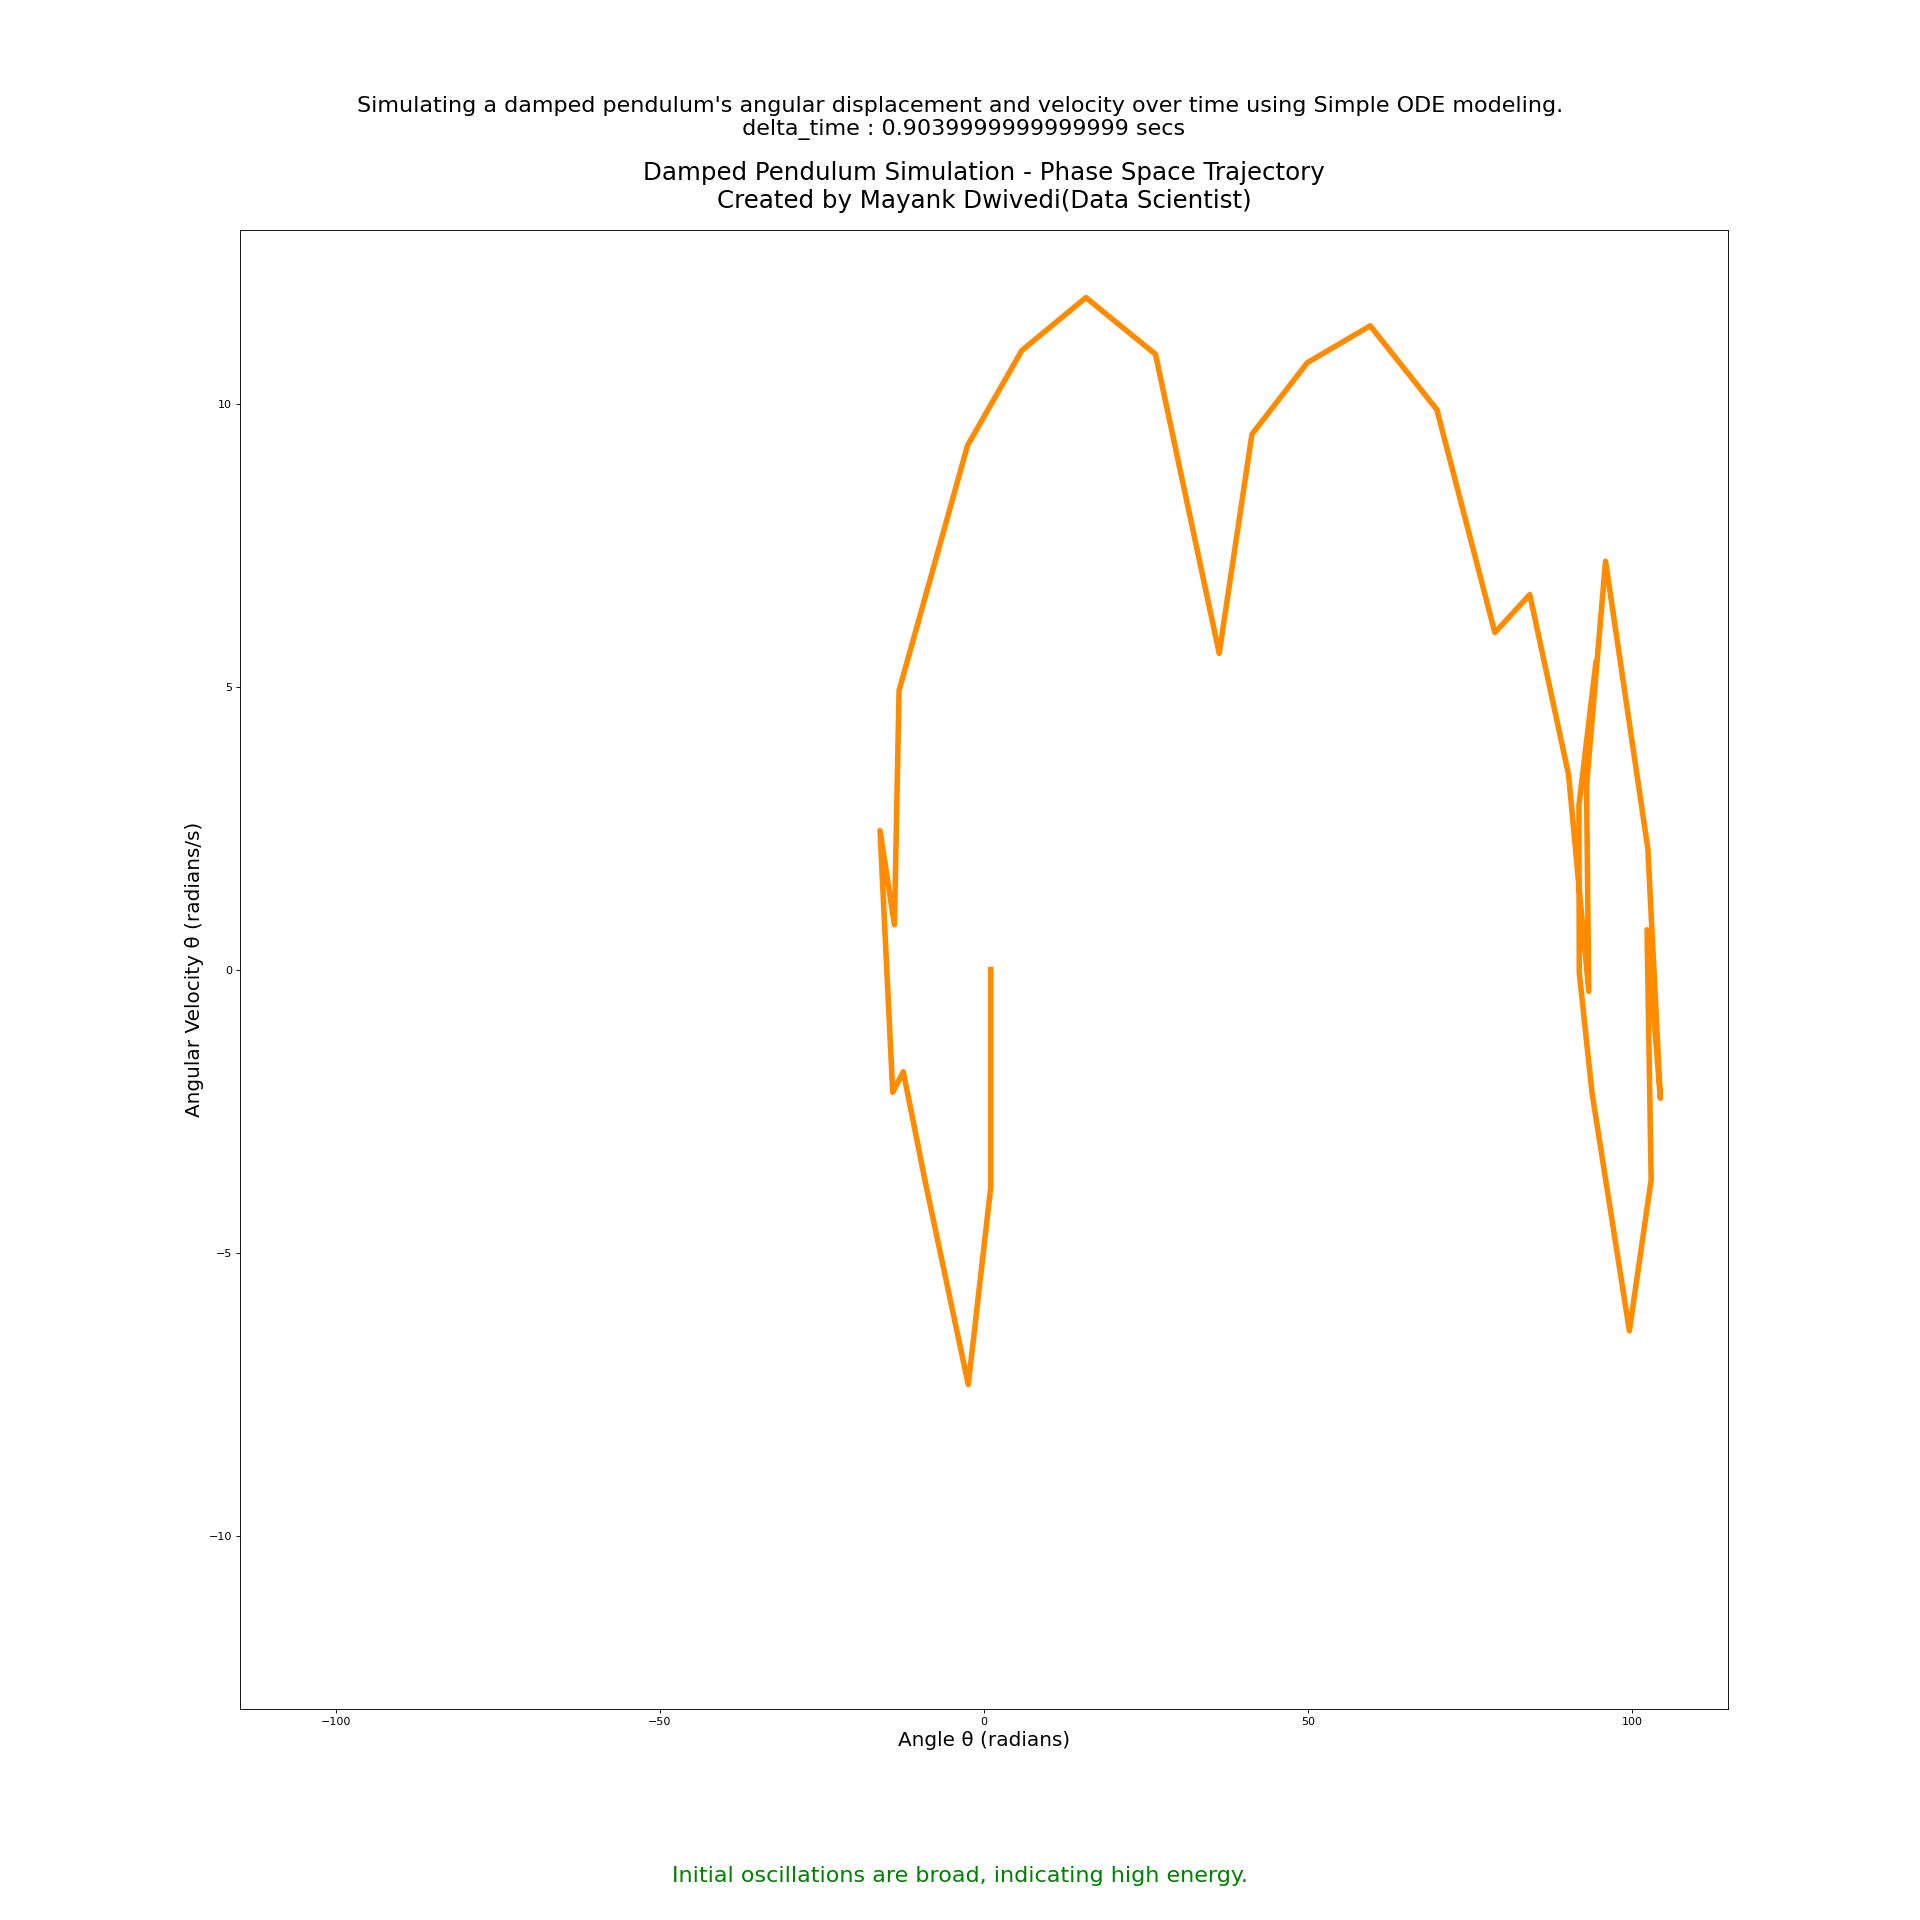 Simulating a damped pendulum's angular displacement and velocity over time using Simple ODE modeling.
delta_time : 0.9039999999999999 secs
Damped Pendulum Simulation - Phase Space Trajectory
Created by Mayank Dwivedi(Data Scientist)
10
5
0
−5
−10
Angular Velocity θ (radians/s)
−100
−50
0
50
100
Angle θ (radians)
Initial oscillations are broad, indicating high energy.